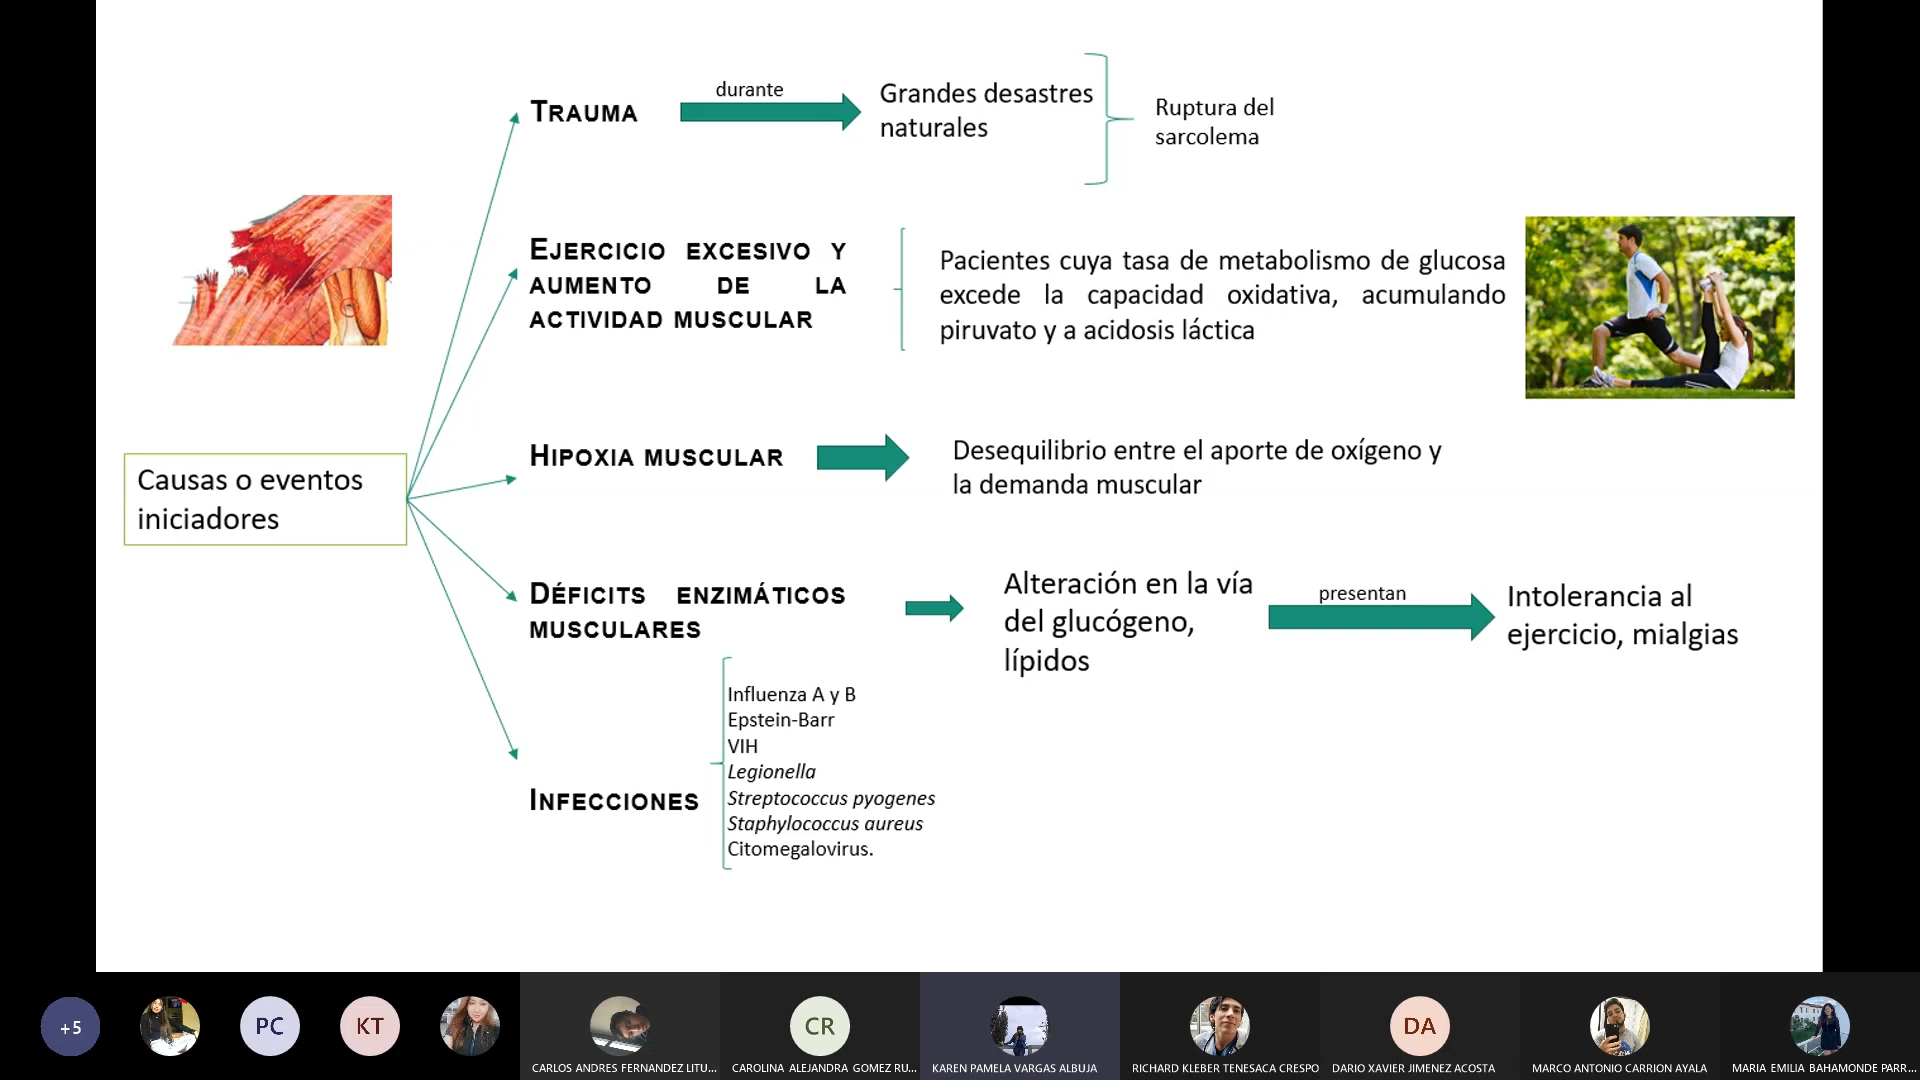 TRAUMA
durante
Grandes desastres
naturales
Ruptura del
sarcolema
EJERCICIO EXCESIVO Y
AUMENTO DE LA
ACTIVIDAD MUSCULAR
Pacientes cuya tasa de metabolismo de glucosa
excede la capacidad oxidativa, acumulando
piruvato y a acidosis láctica
HIPOXIA MUSCULAR
Desequilibrio entre el aporte de oxígeno y
la demanda muscular
Causas o eventos
iniciadores
DÉFICITS ENZIMÁTICOS
MUSCULARES
Alteración en la vía
del glucógeno,
lípidos
presentan
Intolerancia al
ejercicio, mialgias
INFECCIONES
Influenza A y B
Epstein-Barr
VIH
Legionella
Streptococcus pyogenes
Staphylococcus aureus
Citomegalovirus.
+5
PC
KT
CR
DA
CARLOS ANDRES FERNANDEZ LITU...
CAROLINA ALEJANDRA GOMEZ RU...
KAREN PAMELA VARGAS ALBUJA
RICHARD KLEBER TENESACA CRESPO
DARIO XAVIER JIMENEZ ACOSTA
MARCO ANTONIO CARRION AYALA
MARIA EMILIA BAHAMONDE PARR...